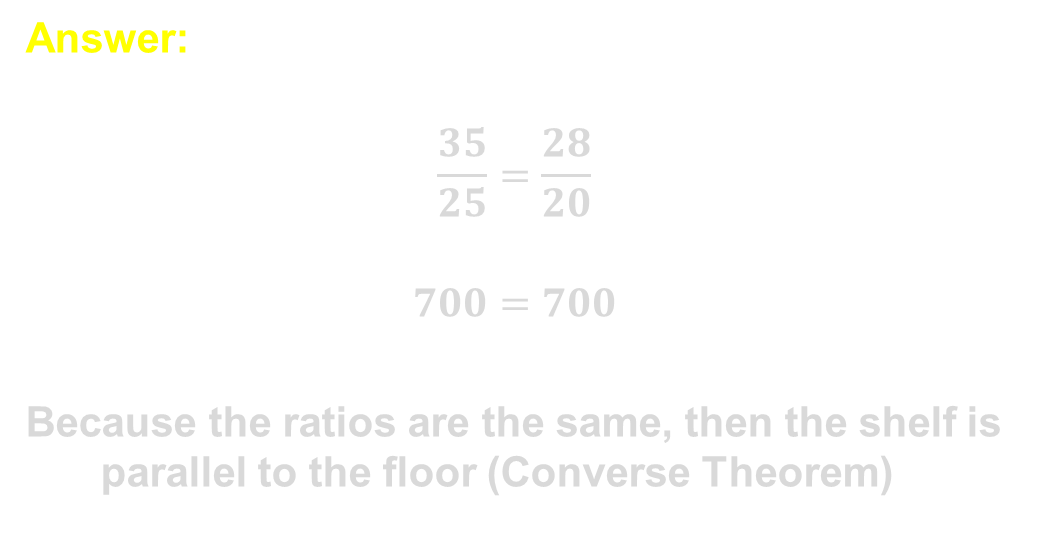 Answer:
35/25 = 28/20
700 = 700
Because the ratios are the same, then the shelf is
parallel to the floor (Converse Theorem)